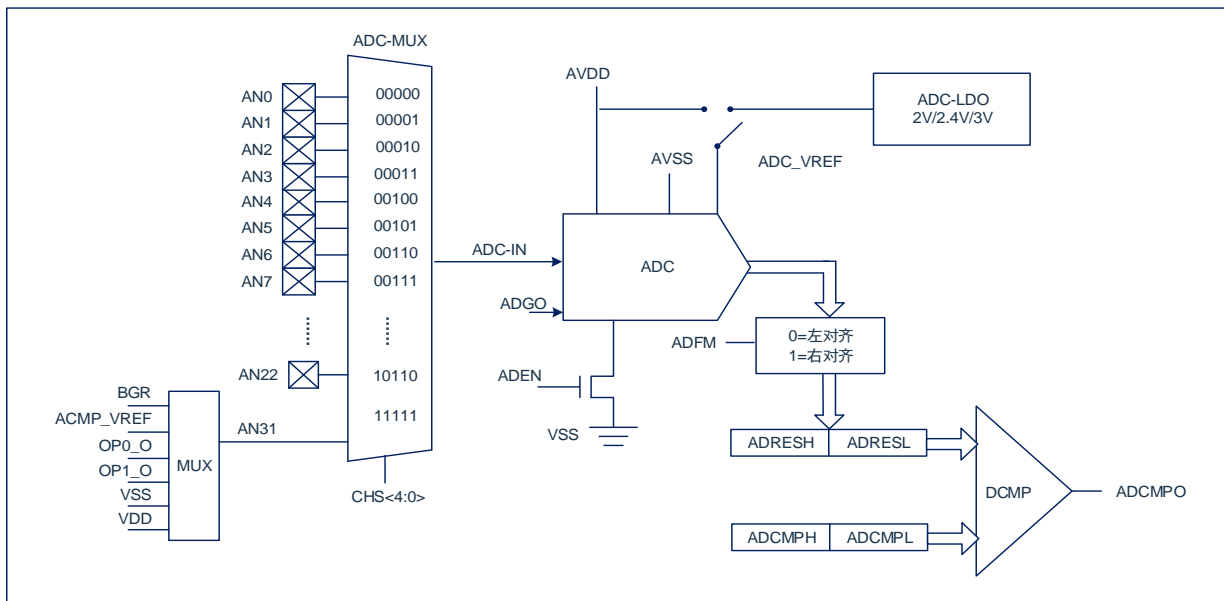 ADC-MUX
AN0
00000
AN1
00001
AN2
00010
AN3
00011
AN4
00100
AN5
00101
AN6
00110
AN7
00111
AN22
10110
11111
BGR
ACMP_VREF
OP0_O
OP1_O
VSS
VDD
MUX
AN31
CHS<4:0>
ADC-IN
AVDD
AVSS
ADC_VREF
ADC-LDO
2V/2.4V/3V
ADC
ADGO
ADEN
VSS
ADFM
0=左对齐
1=右对齐
ADRESH
ADRESL
ADCMPH
ADCMPL
DCMP
ADCMPO